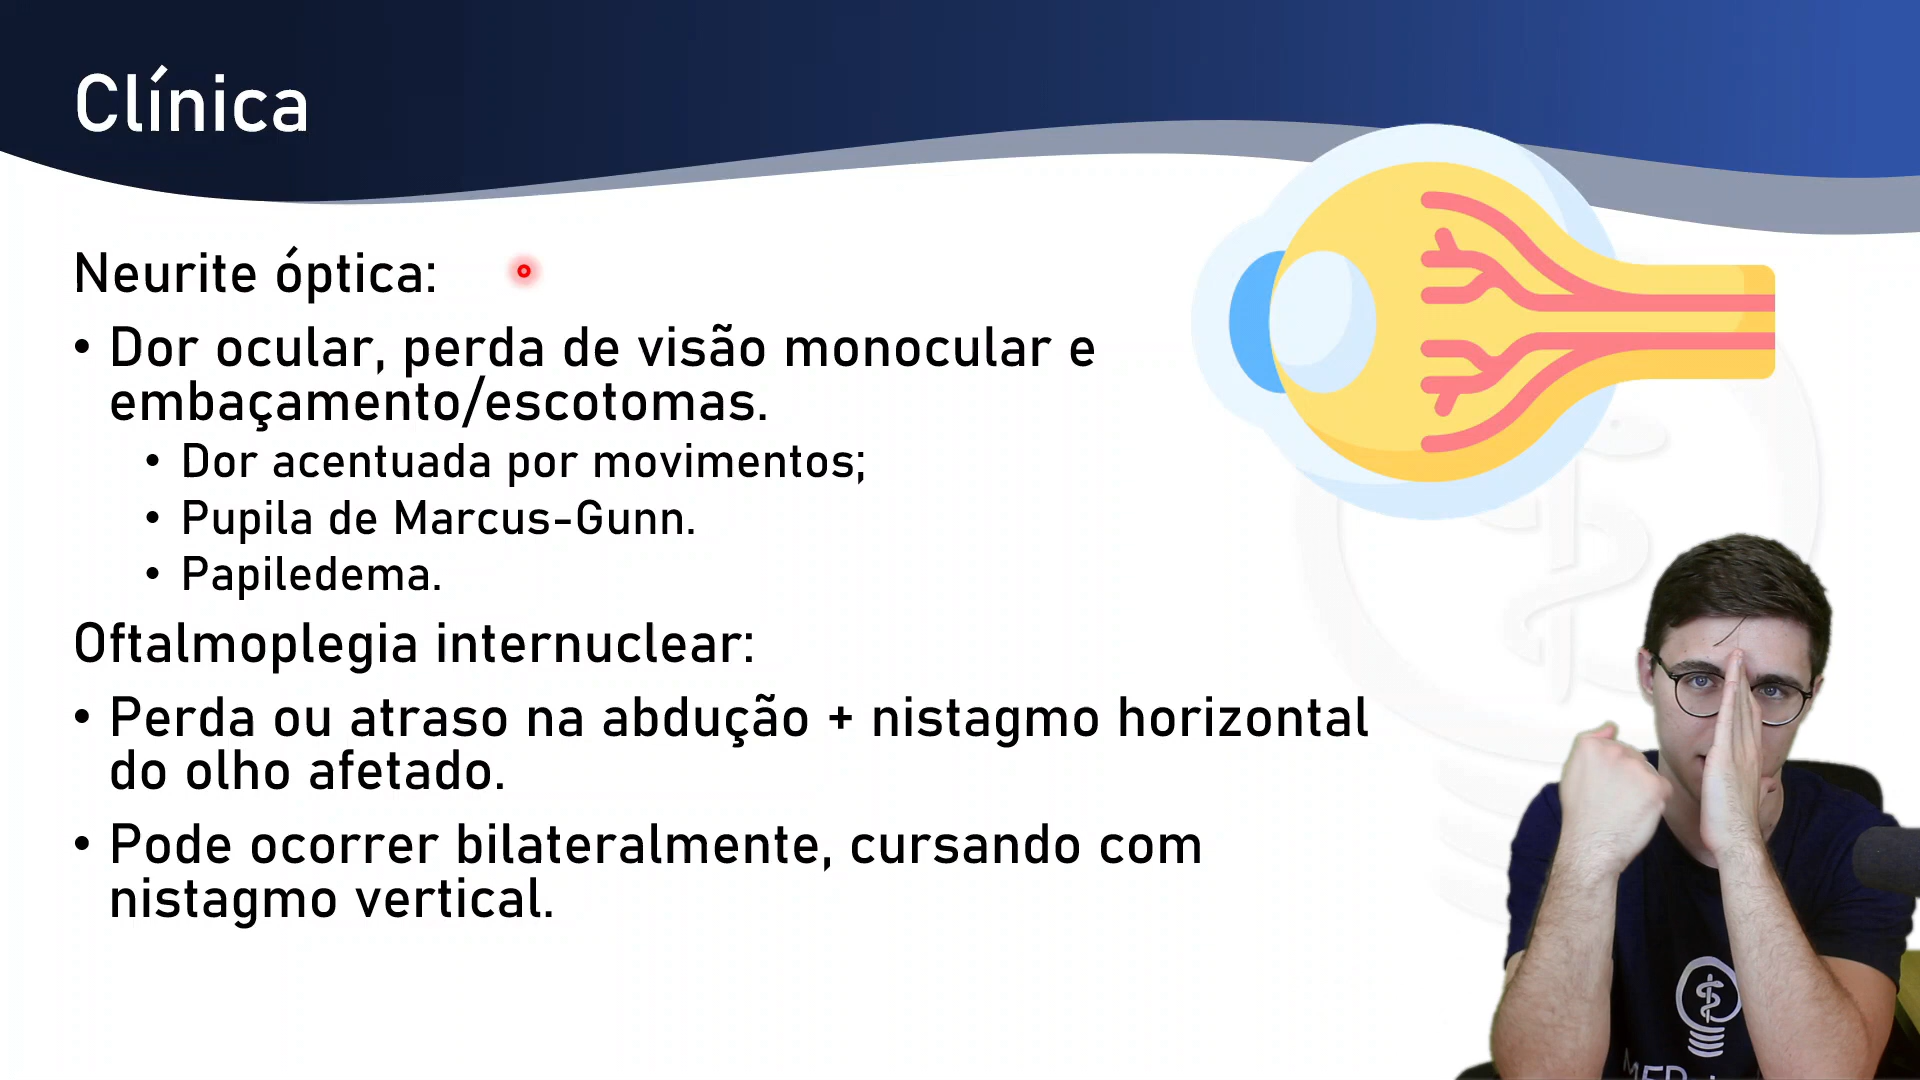 Clínica
Neurite óptica:
• Dor ocular, perda de visão monocular e
embaçamento/escotomas.
• Dor acentuada por movimentos;
• Pupila de Marcus-Gunn.
• Papiledema.
Oftalmoplegia internuclear:
• Perda ou atraso na abdução + nistagmo horizontal
do olho afetado.
• Pode ocorrer bilateralmente, cursando com
nistagmo vertical.